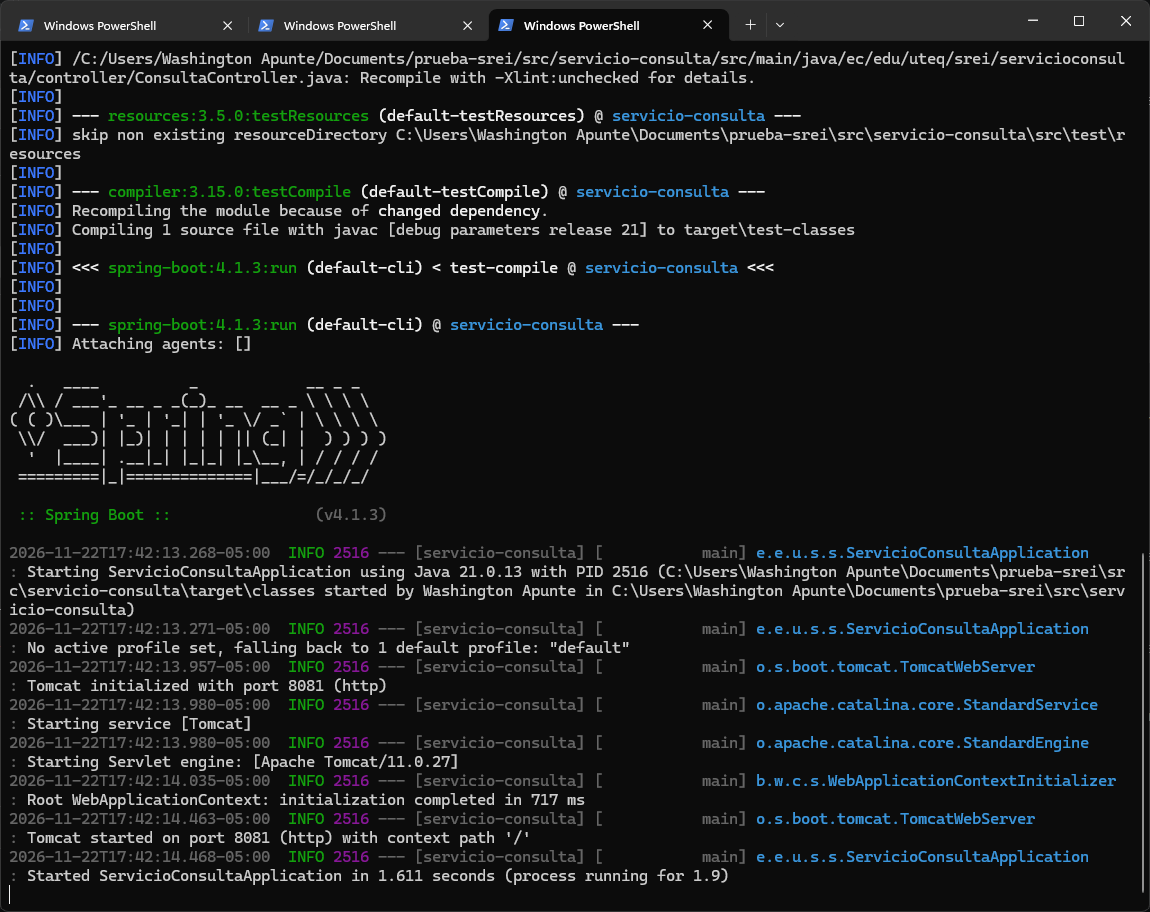 Windows PowerShell
Windows PowerShell
Windows PowerShell
[INFO] /C:/Users/Washington Apunte/Documents/prueba-srei/src/servicio-consulta/src/main/java/ec/edu/uteq/srei/servicioconsul
ta/controller/ConsultaController.java: Recompile with -Xlint:unchecked for details.
[INFO]
[INFO] --- resources:3.5.0:testResources (default-testResources) @ servicio-consulta ---
[INFO] skip non existing resourceDirectory C:\Users\Washington Apunte\Documents\prueba-srei\src\servicio-consulta\src\test\r
esources
[INFO]
[INFO] --- compiler:3.15.0:testCompile (default-testCompile) @ servicio-consulta ---
[INFO] Recompiling the module because of changed dependency.
[INFO] Compiling 1 source file with javac [debug parameters release 21] to target\test-classes
[INFO]
[INFO] <<< spring-boot:4.1.3:run (default-cli) < test-compile @ servicio-consulta <<<
[INFO]
[INFO]
[INFO] --- spring-boot:4.1.3:run (default-cli) @ servicio-consulta ---
[INFO] Attaching agents: []
  .   ____          _            __ _ _
 /\\ / ___'_ __ _ _(_)_ __  __ _ \ \ \ \
( ( )\___ | '_ | '_| | '_ \/ _` | \ \ \ \
 \\/  ___)| |_)| | | | | || (_| |  ) ) ) )
  '  |____| .__|_| |_|_| |_\__, | / / / /
 =========|_|==============|___/=/_/_/_/
 :: Spring Boot ::                (v4.1.3)
2026-11-22T17:42:13.268-05:00  INFO 2516 --- [servicio-consulta] [           main] e.e.u.s.s.ServicioConsultaApplication
: Starting ServicioConsultaApplication using Java 21.0.13 with PID 2516 (C:\Users\Washington Apunte\Documents\prueba-srei\sr
c\servicio-consulta\target\classes started by Washington Apunte in C:\Users\Washington Apunte\Documents\prueba-srei\src\serv
icio-consulta)
2026-11-22T17:42:13.271-05:00  INFO 2516 --- [servicio-consulta] [           main] e.e.u.s.s.ServicioConsultaApplication
: No active profile set, falling back to 1 default profile: "default"
2026-11-22T17:42:13.957-05:00  INFO 2516 --- [servicio-consulta] [           main] o.s.boot.tomcat.TomcatWebServer
: Tomcat initialized with port 8081 (http)
2026-11-22T17:42:13.980-05:00  INFO 2516 --- [servicio-consulta] [           main] o.apache.catalina.core.StandardService
: Starting service [Tomcat]
2026-11-22T17:42:13.980-05:00  INFO 2516 --- [servicio-consulta] [           main] o.apache.catalina.core.StandardEngine
: Starting Servlet engine: [Apache Tomcat/11.0.27]
2026-11-22T17:42:14.035-05:00  INFO 2516 --- [servicio-consulta] [           main] b.w.c.s.WebApplicationContextInitializer
: Root WebApplicationContext: initialization completed in 717 ms
2026-11-22T17:42:14.463-05:00  INFO 2516 --- [servicio-consulta] [           main] o.s.boot.tomcat.TomcatWebServer
: Tomcat started on port 8081 (http) with context path '/'
2026-11-22T17:42:14.468-05:00  INFO 2516 --- [servicio-consulta] [           main] e.e.u.s.s.ServicioConsultaApplication
: Started ServicioConsultaApplication in 1.611 seconds (process running for 1.9)